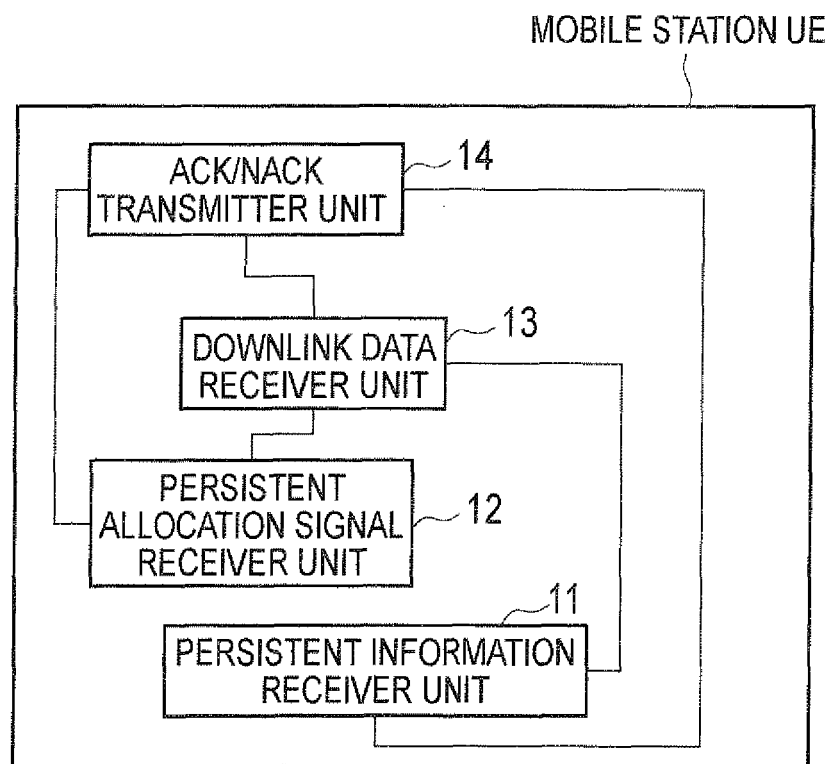 MOBILE STATION UE
ACK/NACK
TRANSMITTER UNIT
14
DOWNLINK DATA
RECEIVER UNIT
13
PERSISTENT
ALLOCATION SIGNAL
RECEIVER UNIT
12
11
PERSISTENT INFORMATION
RECEIVER UNIT